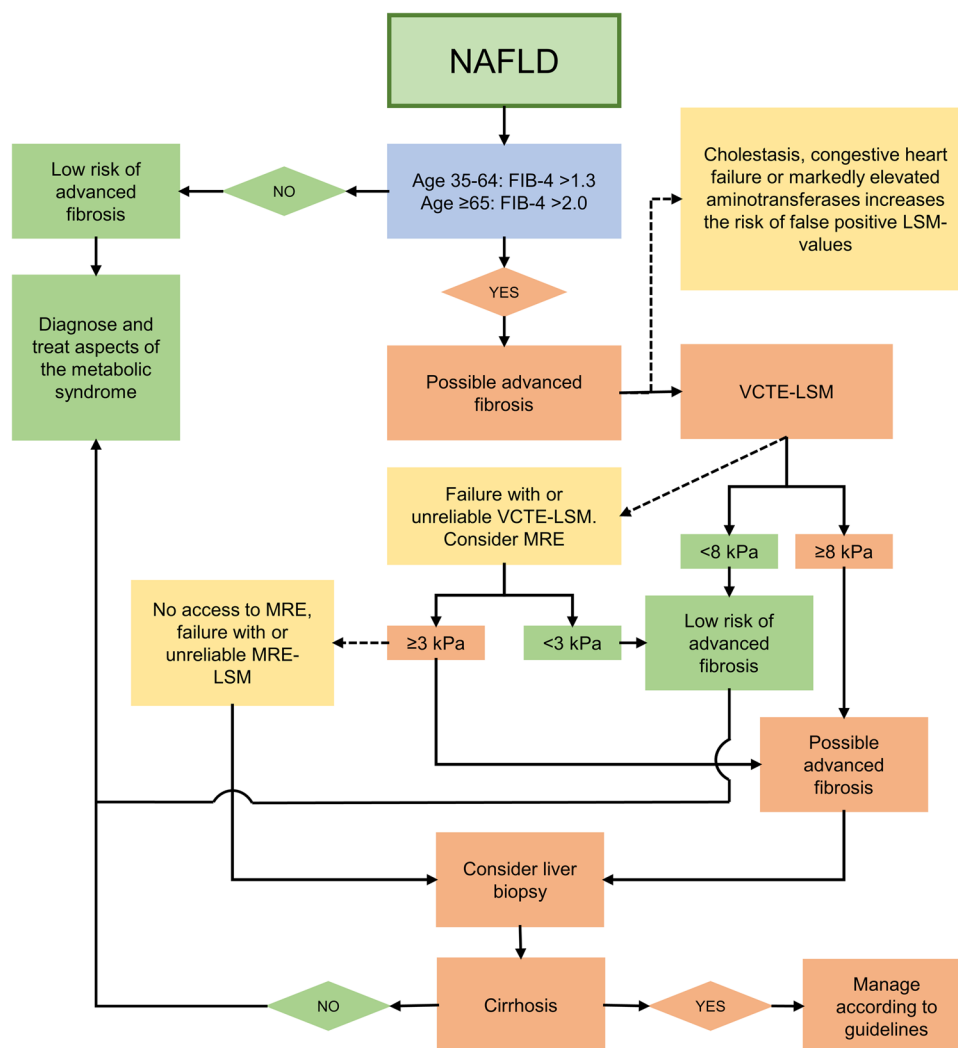 NAFLD
Age 35-64: FIB-4 >1.3
Age ≥65: FIB-4 >2.0
NO
Low risk of
advanced
fibrosis
Cholestasis, congestive heart
failure or markedly elevated
aminotransferases increases
the risk of false positive LSM-
values
YES
Diagnose and
treat aspects of
the metabolic
syndrome
Possible advanced
fibrosis
VCTE-LSM
Failure with or
unreliable VCTE-LSM.
Consider MRE
<8 kPa
≥8 kPa
No access to MRE,
failure with or
unreliable MRE-
LSM
≥3 kPa
<3 kPa
Low risk of
advanced
fibrosis
Possible
advanced
fibrosis
Consider liver
biopsy
NO
Cirrhosis
YES
Manage
according to
guidelines